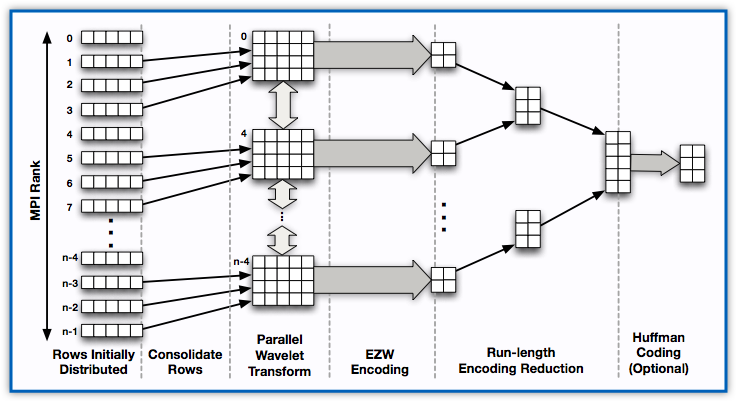 MPI Rank
0
1
2
3
4
5
6
7
n-4
n-3
n-2
n-1
0
4
n-4
Rows Initially
Distributed
Consolidate
Rows
Parallel
Wavelet
Transform
EZW
Encoding
Run-length
Encoding Reduction
Huffman
Coding
(Optional)